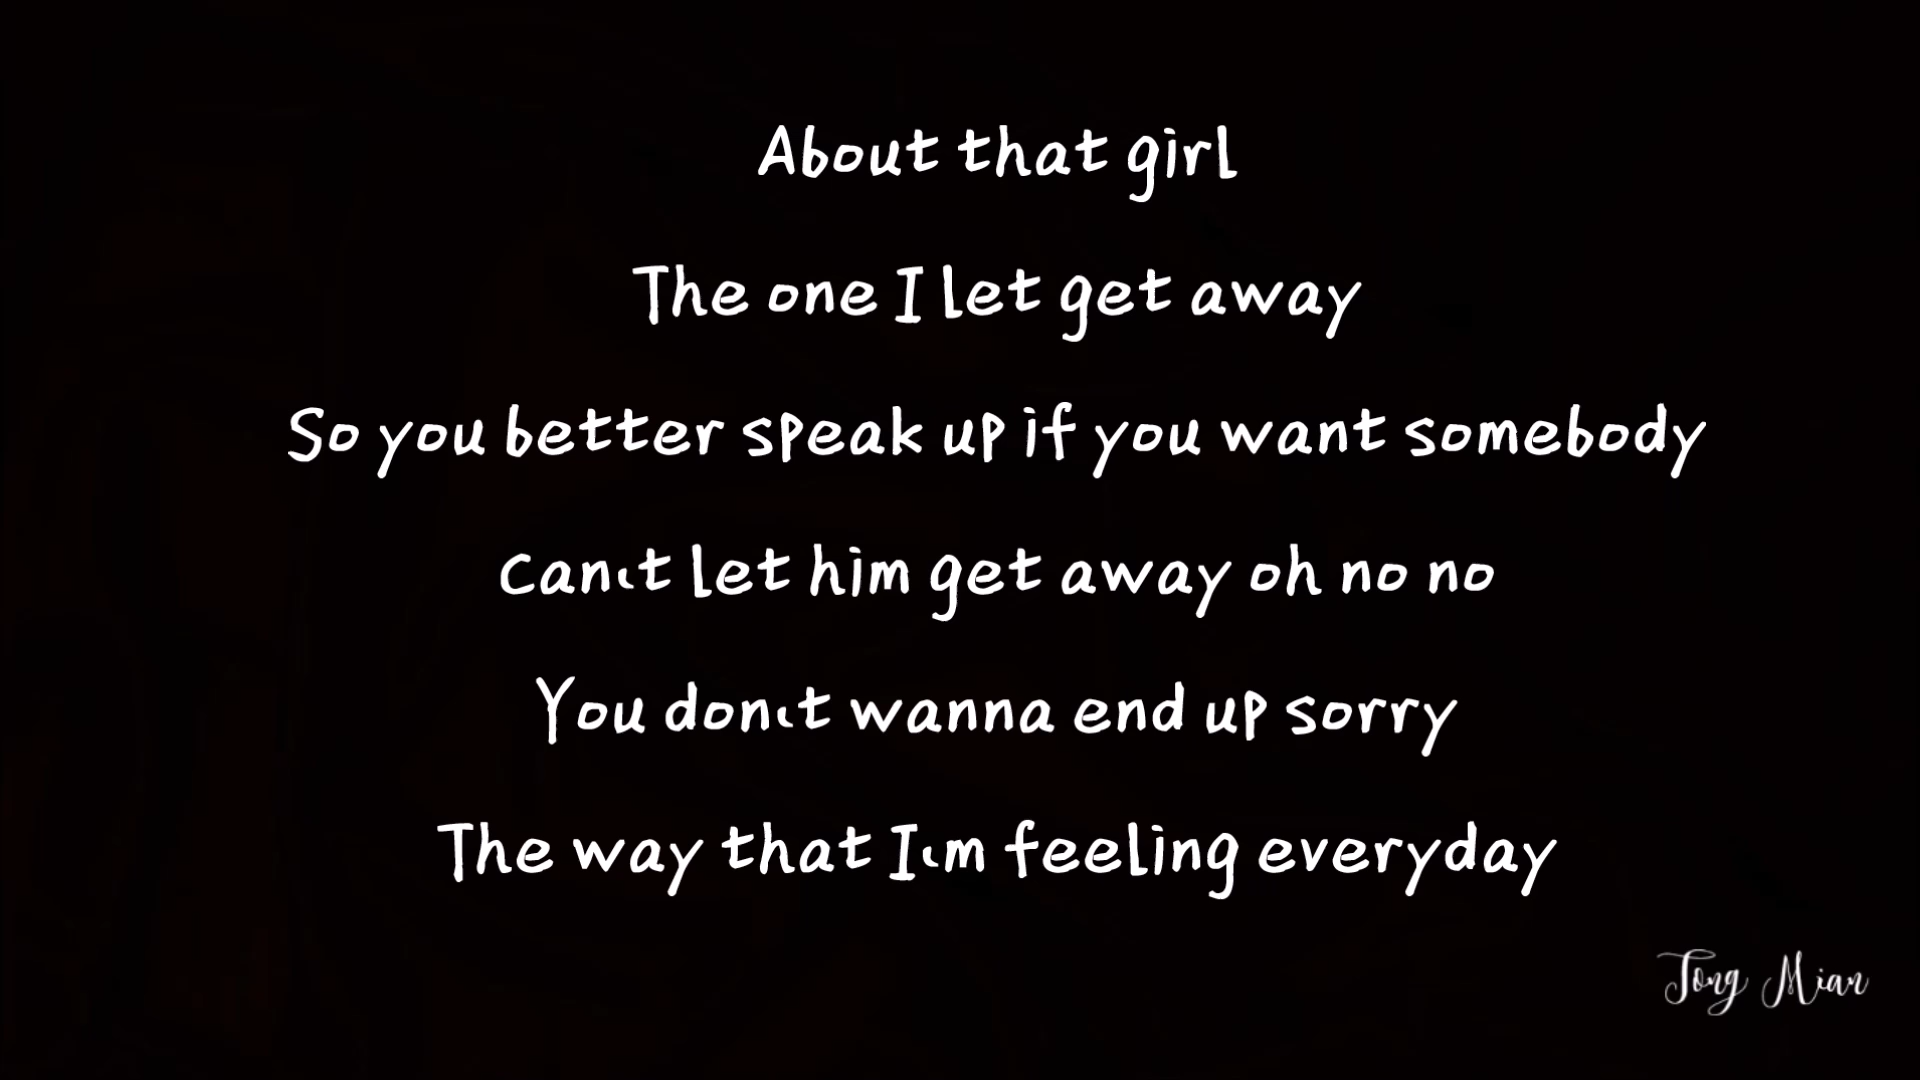 About that girl
The one I let get away
So you better speak up if you want somebody
Can't let him get away oh no no
You don't wanna end up sorry
The way that I'm feeling everyday
Tong Mian